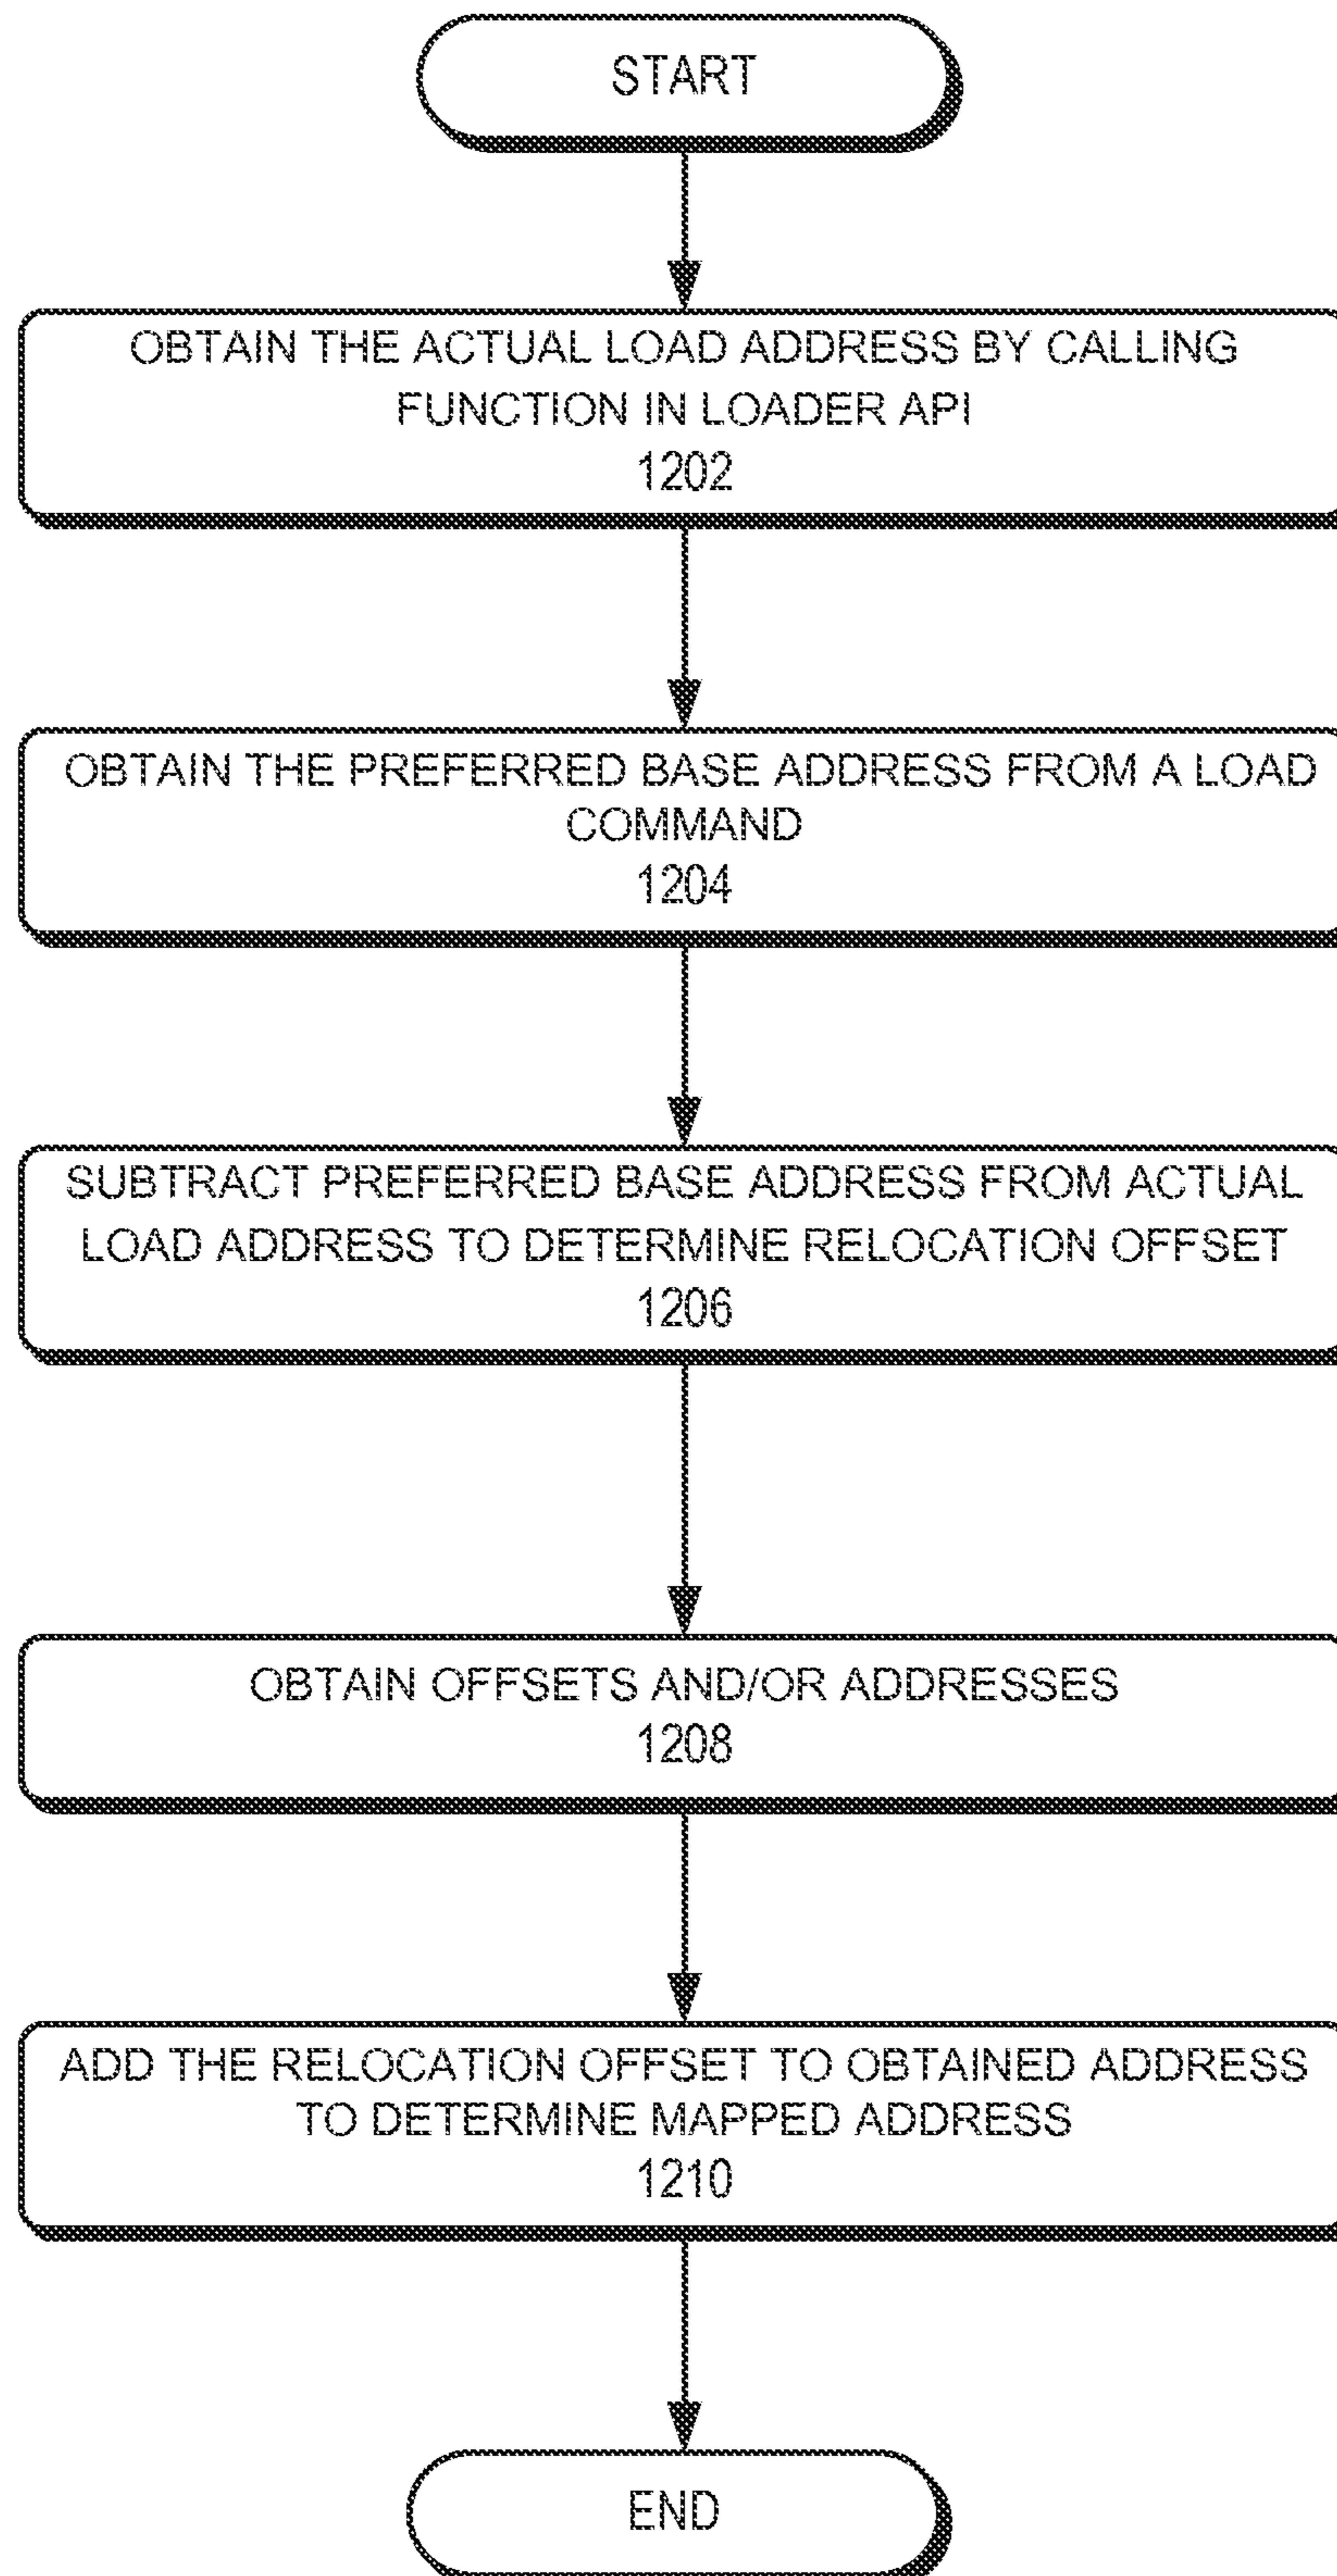 START
OBTAIN THE ACTUAL LOAD ADDRESS BY CALLING
FUNCTION IN LOADER API
1202
OBTAIN THE PREFERRED BASE ADDRESS FROM A LOAD
COMMAND
1204
SUBTRACT PREFERRED BASE ADDRESS FROM ACTUAL
LOAD ADDRESS TO DETERMINE RELOCATION OFFSET
1206
OBTAIN OFFSETS AND/OR ADDRESSES
1208
ADD THE RELOCATION OFFSET TO OBTAINED ADDRESS
TO DETERMINE MAPPED ADDRESS
1210
END